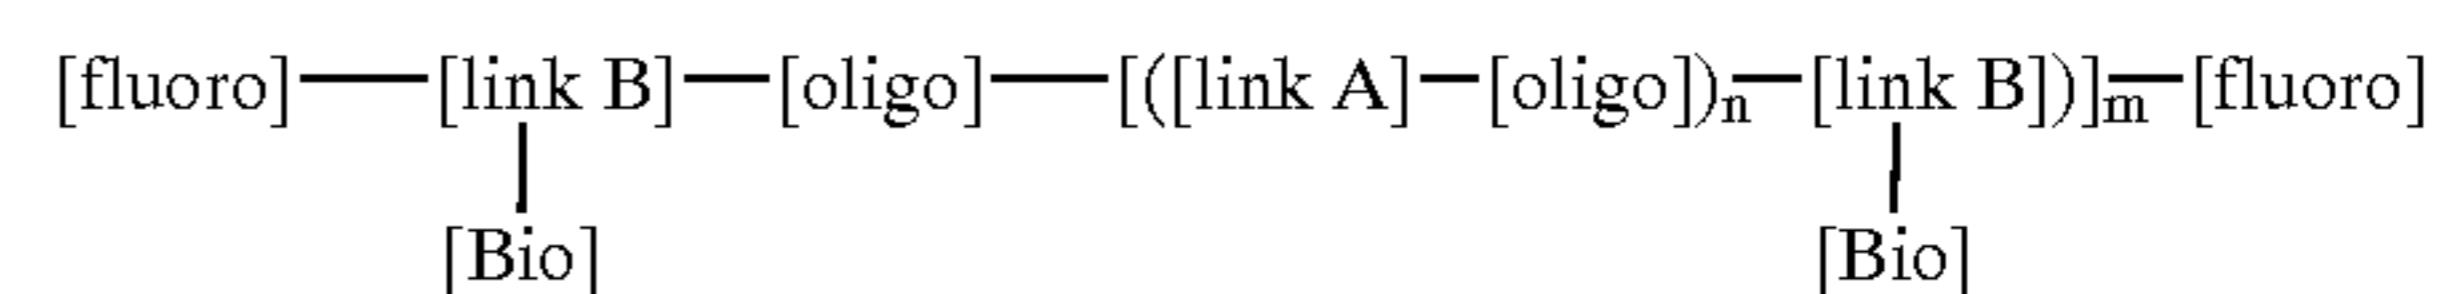 [fluoro]—[link B]—[oligo]—[([link A]—[oligo])n—[link B])]m—[fluoro]
[Bio] [Bio]